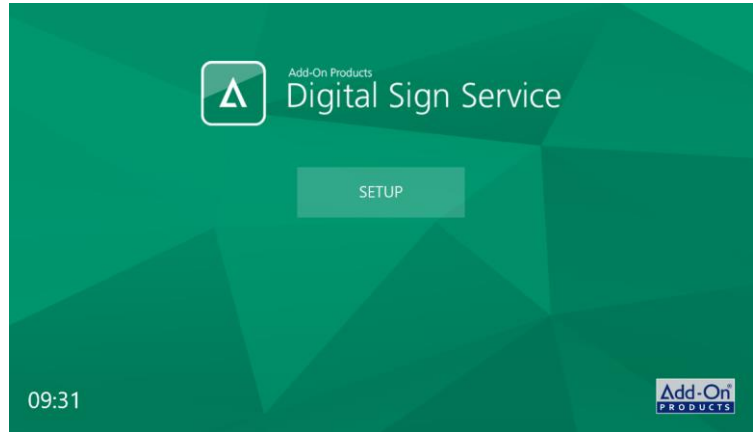 Add-On Products
Digital Sign Service
SETUP
09:31
Add-On®
PRODUCTS